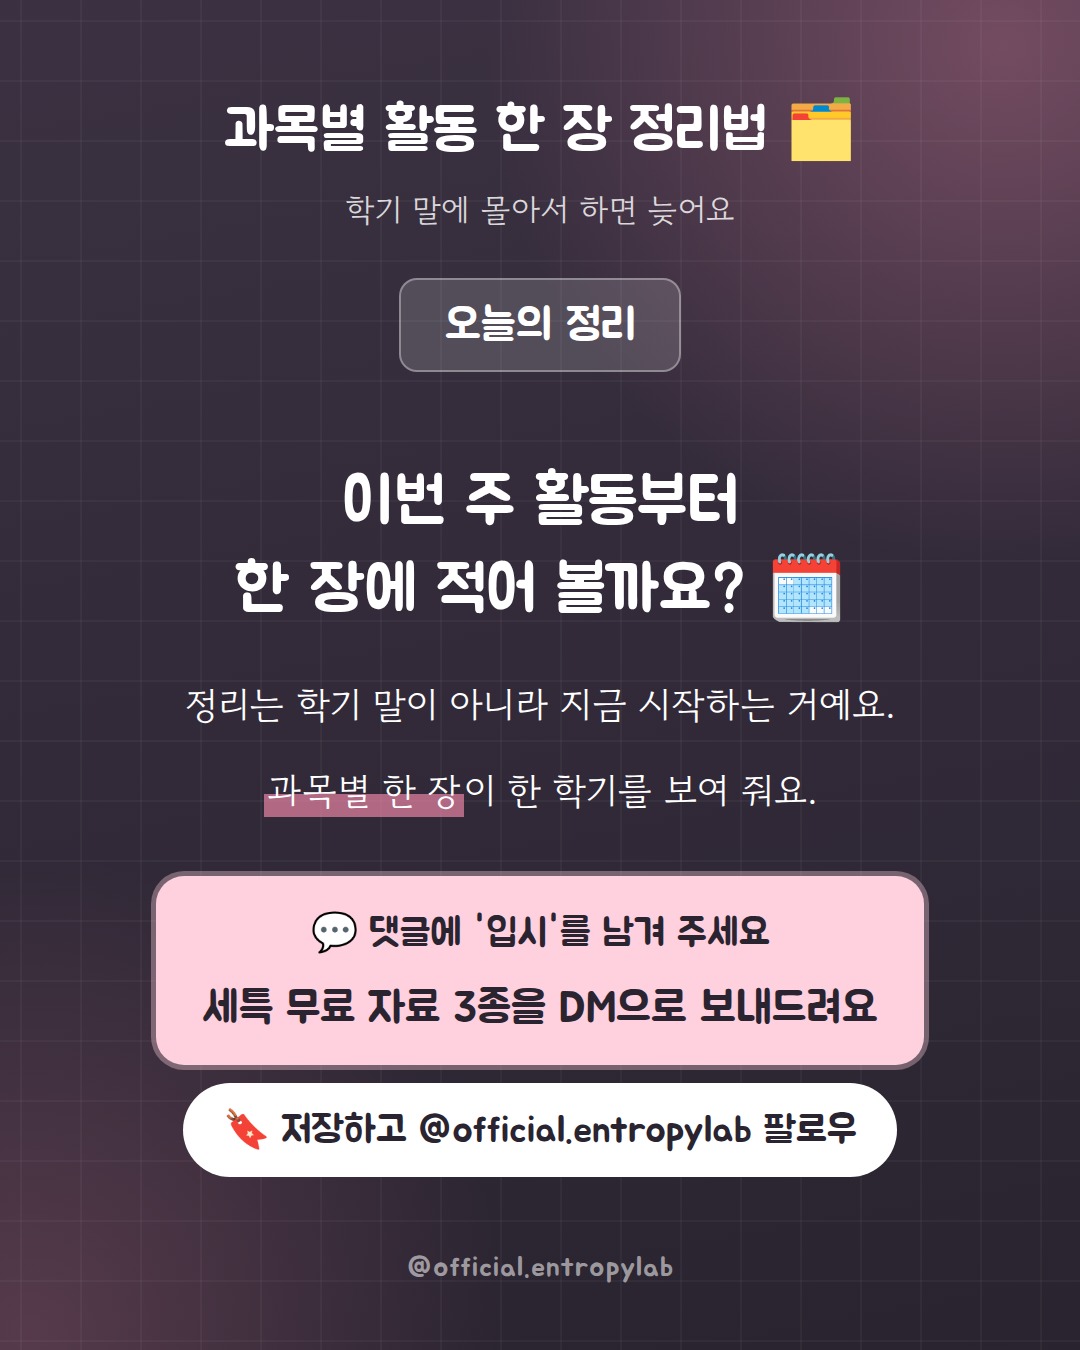 과목별 활동 한 장 정리법
학기 말에 몰아서 하면 늦어요
오늘의 정리
이번 주 활동부터
한 장에 적어 볼까요?
정리는 학기 말이 아니라 지금 시작하는 거예요.
과목별 한 장이 한 학기를 보여 줘요.
댓글에 '입시'를 남겨 주세요
세특 무료 자료 3종을 DM으로 보내드려요
저장하고 @official.entropylab 팔로우
@official.entropylab